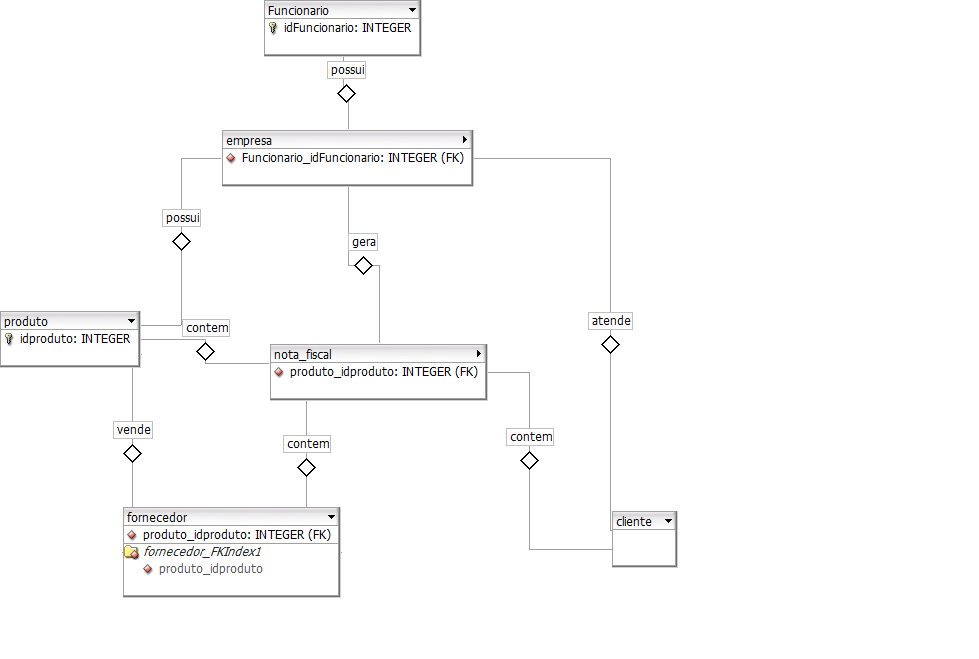 Funcionario
idFuncionario: INTEGER
possui
empresa
Funcionario_idFuncionario: INTEGER (FK)
possui
gera
produto
idproduto: INTEGER
contem
atende
nota_fiscal
produto_idproduto: INTEGER (FK)
vende
contem
contem
fornecedor
produto_idproduto: INTEGER (FK)
fornecedor_FKIndex1
produto_idproduto
cliente